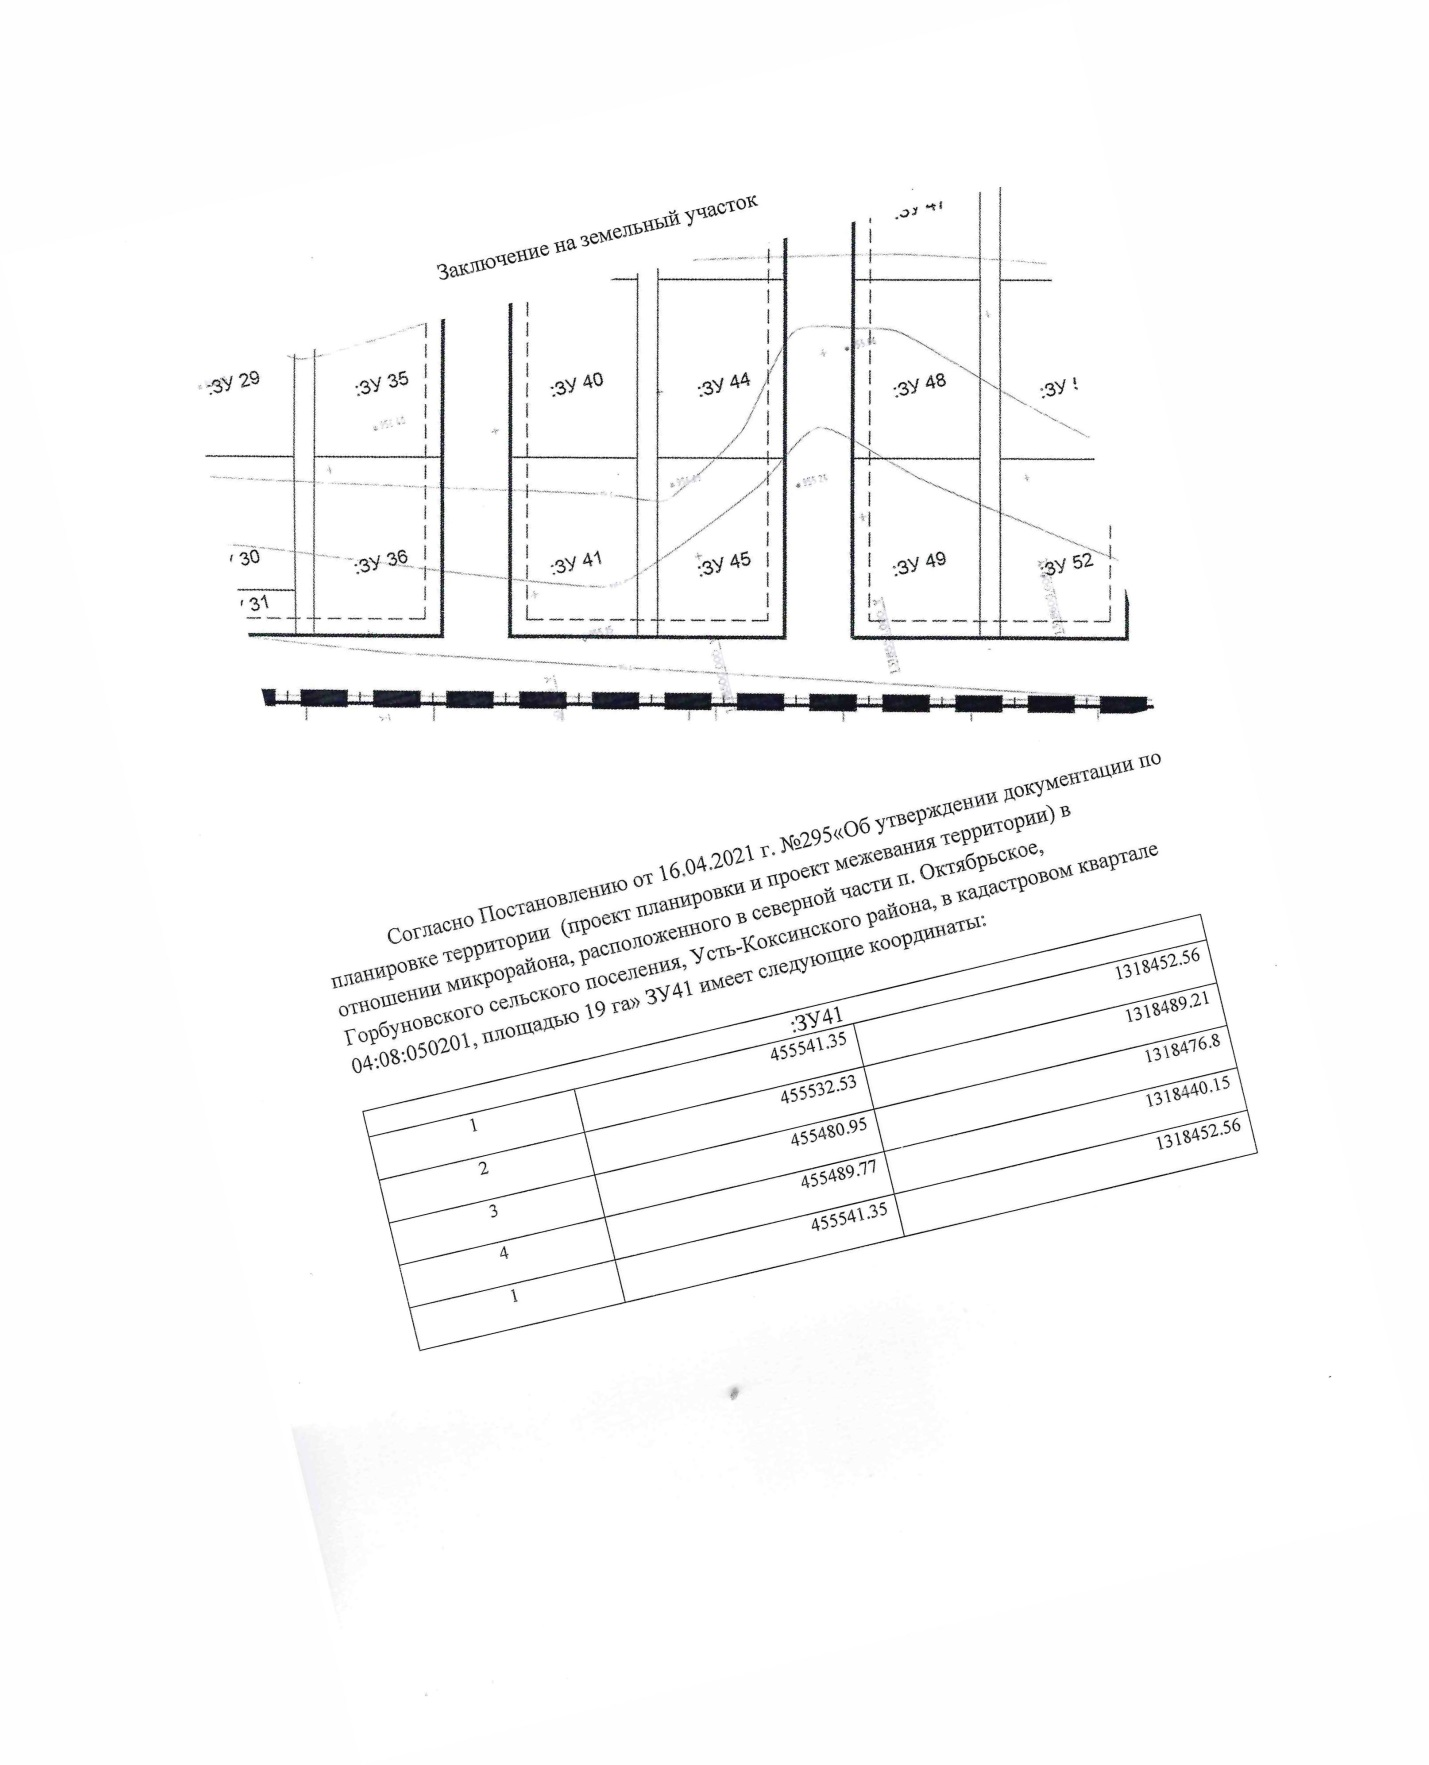 Заключение на земельный участок
:ЗУ 29
:ЗУ 35
:ЗУ 40
:ЗУ 44
:ЗУ 48
:ЗУ
30
:ЗУ 36
:ЗУ 41
:ЗУ 45
:ЗУ 49
:ЗУ 52
31
Согласно Постановлению от 16.04.2021 г. №295«Об утверждении документации по
планировке территории (проект планировки и проект межевания территории) в
отношении микрорайона, расположенного в северной части п. Октябрьское,
Горбуновского сельского поселения, Усть-Коксинского района, в кадастровом квартале
04:08:050201, площадью 19 га» ЗУ41 имеет следующие координаты:
:ЗУ41
1 455541.35 1318452.56
2 455532.53 1318489.21
3 455480.95 1318476.8
4 455489.77 1318440.15
1 455541.35 1318452.56